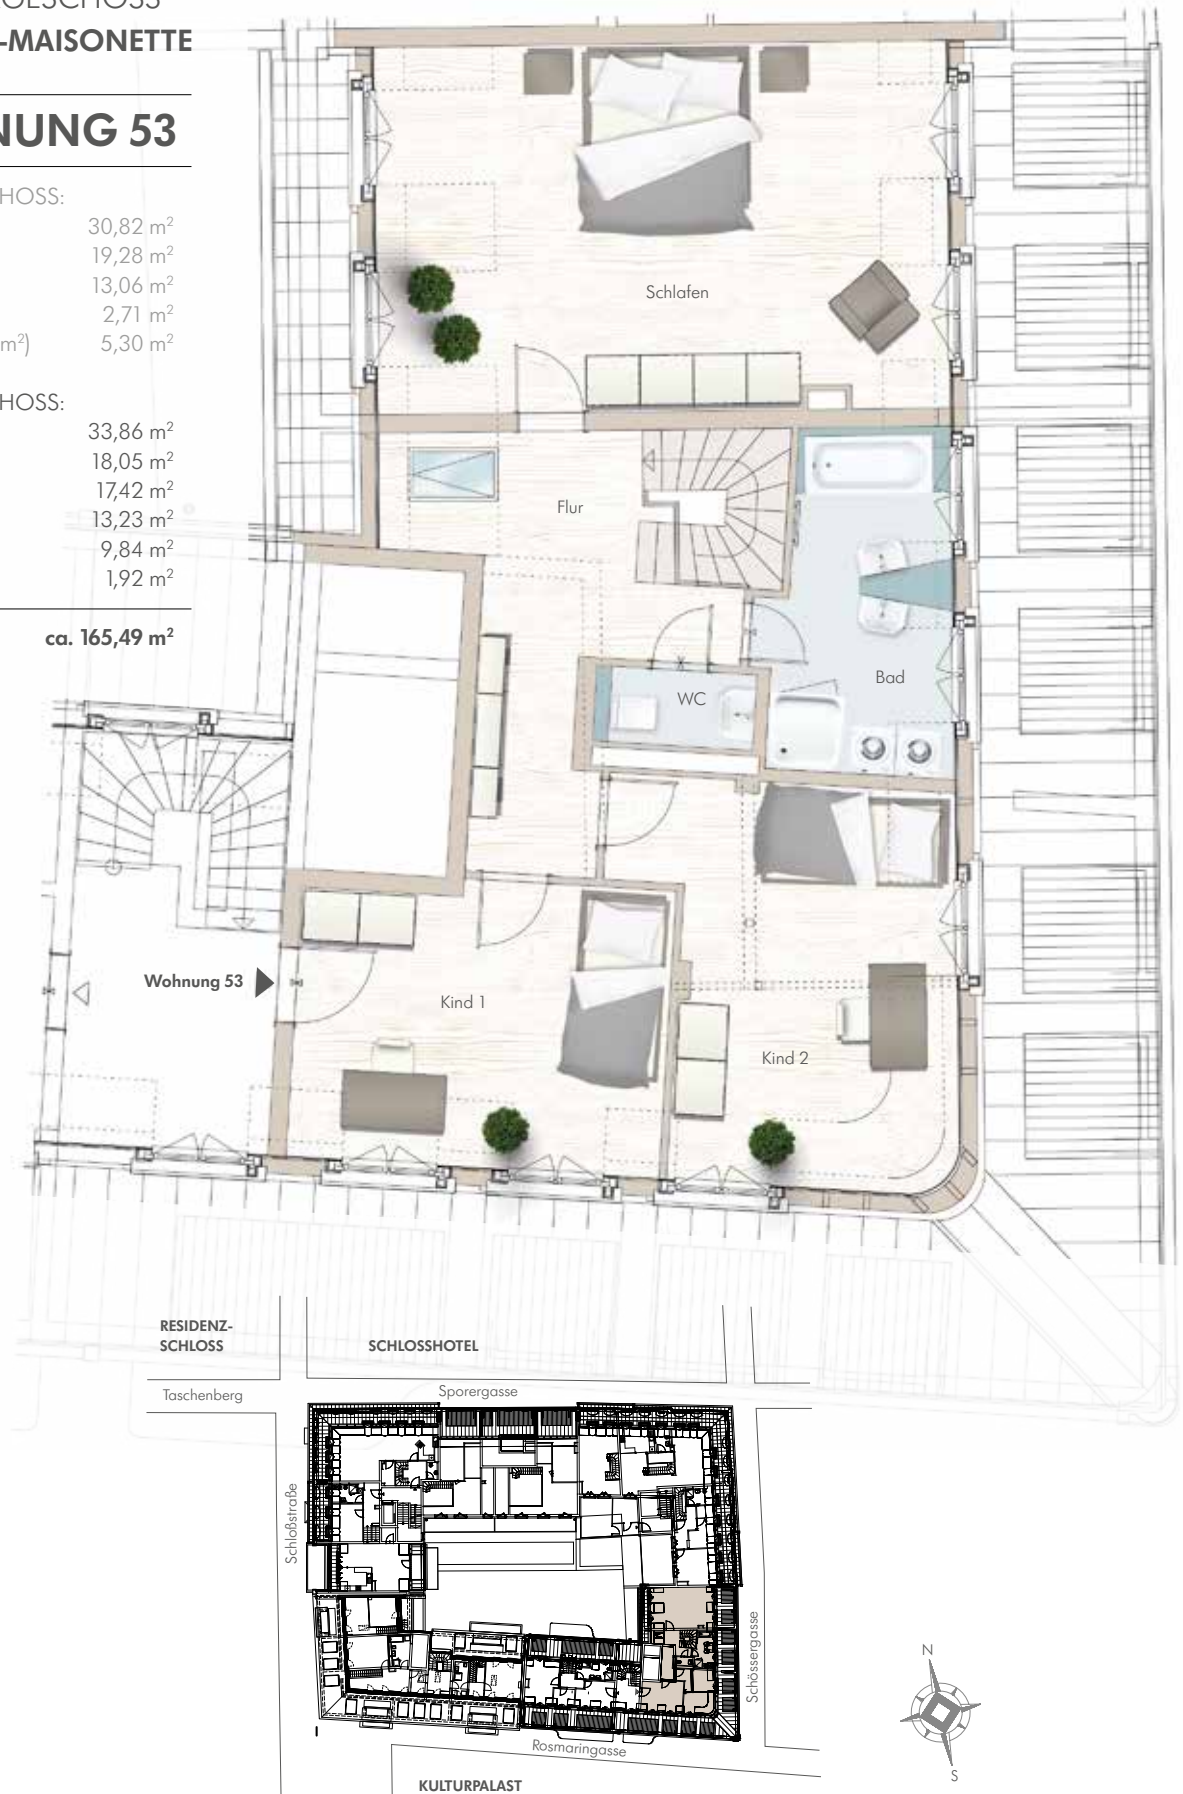 -MAISONETTE
NUNG 53
HOSS:
30,82 m²
19,28 m²
13,06 m²
2,71 m²
m²) 5,30 m²
HOSS:
33,86 m²
18,05 m²
17,42 m²
13,23 m²
9,84 m²
1,92 m²
ca. 165,49 m²
Schlafen
Flur
Bad
WC
Wohnung 53
Kind 1
Kind 2
RESIDENZ-
SCHLOSS
SCHLOSSHOTEL
Taschenberg
Sporergasse
Schloßstraße
Schössergasse
Rosmaringasse
KULTURPALAST
N
S